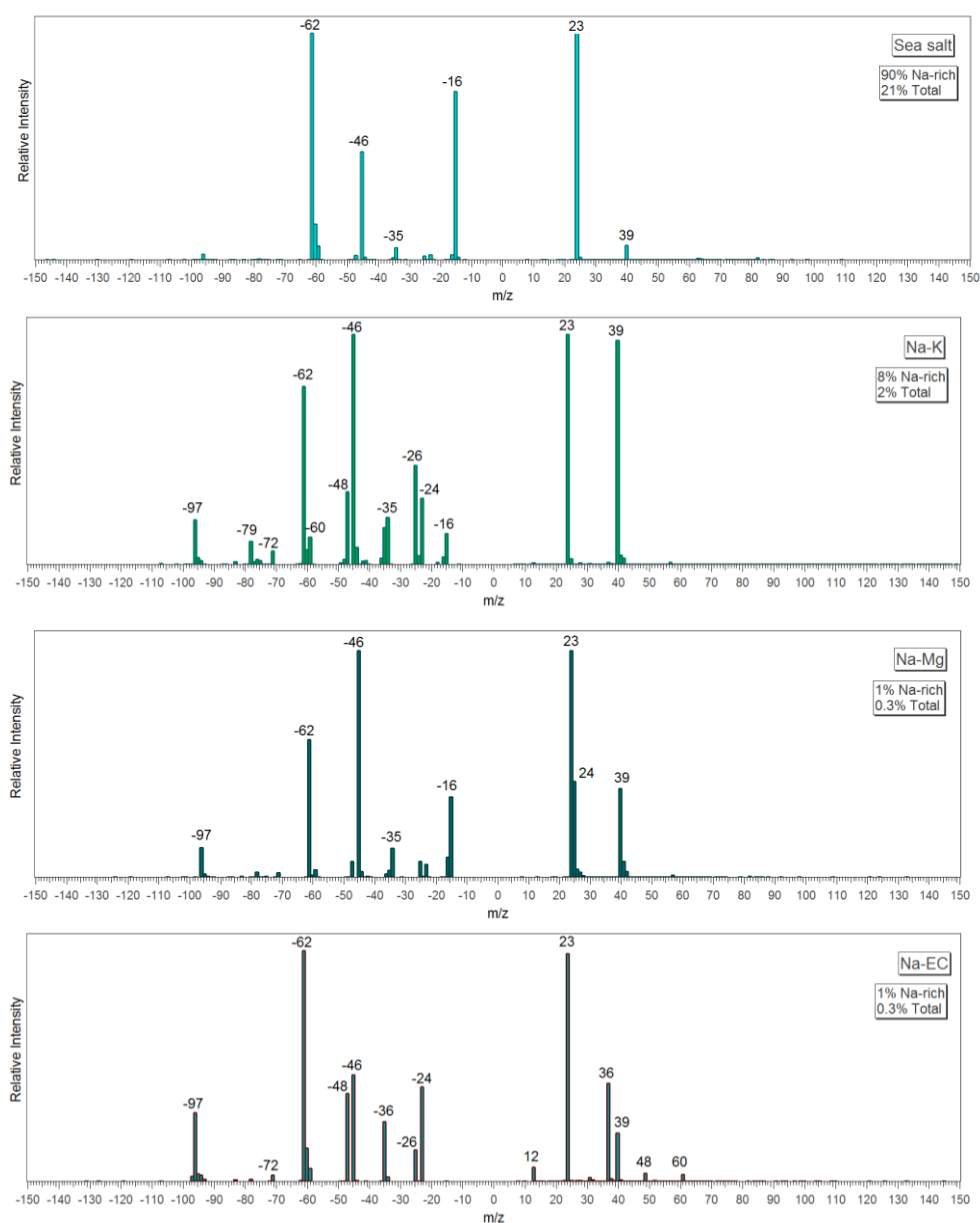 -62
23
Sea salt
90% Na-rich
21% Total
-16
-46
-35
39
Relative Intensity
-150 -140 -130 -120 -110 -100 -90 -80 -70 -60 -50 -40 -30 -20 -10 0 10 20 30 40 50 60 70 80 90 100 110 120 130 140 150
m/z
-46
23
39
Na-K
8% Na-rich
2% Total
-62
-26
-48
-24
-97
-35
-60
-16
-79
-72
Relative Intensity
-150 -140 -130 -120 -110 -100 -90 -80 -70 -60 -50 -40 -30 -20 -10 0 10 20 30 40 50 60 70 80 90 100 110 120 130 140 150
m/z
-46
23
Na-Mg
1% Na-rich
0.3% Total
-62
24
39
-16
-97
-35
Relative Intensity
-150 -140 -130 -120 -110 -100 -90 -80 -70 -60 -50 -40 -30 -20 -10 0 10 20 30 40 50 60 70 80 90 100 110 120 130 140 150
m/z
-62
23
Na-EC
1% Na-rich
0.3% Total
-46
-48
-24
36
-97
-36
39
-26
-72
12
48
60
Relative Intensity
-150 -140 -130 -120 -110 -100 -90 -80 -70 -60 -50 -40 -30 -20 -10 0 10 20 30 40 50 60 70 80 90 100 110 120 130 140 150
m/z